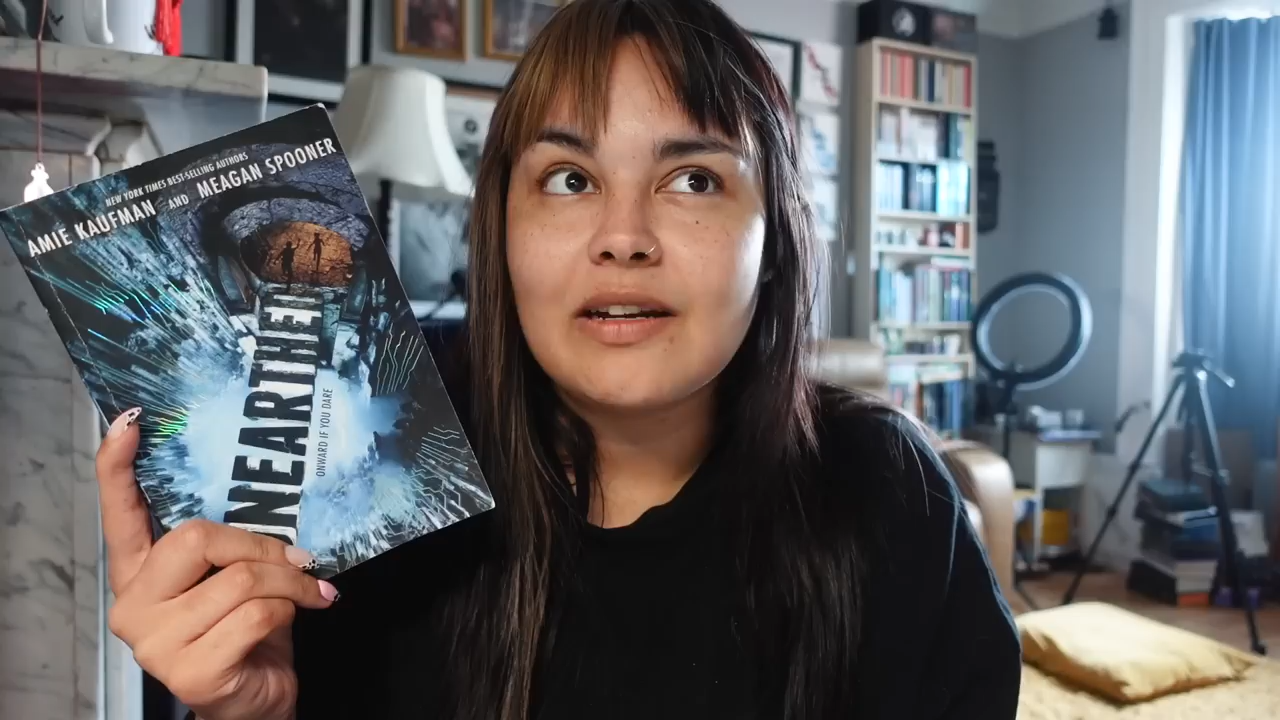 NEW YORK TIMES BEST-SELLING AUTHORS
AMIE KAUFMAN AND MEAGAN SPOONER
UNEARTHED
ONWARD IF YOU DARE